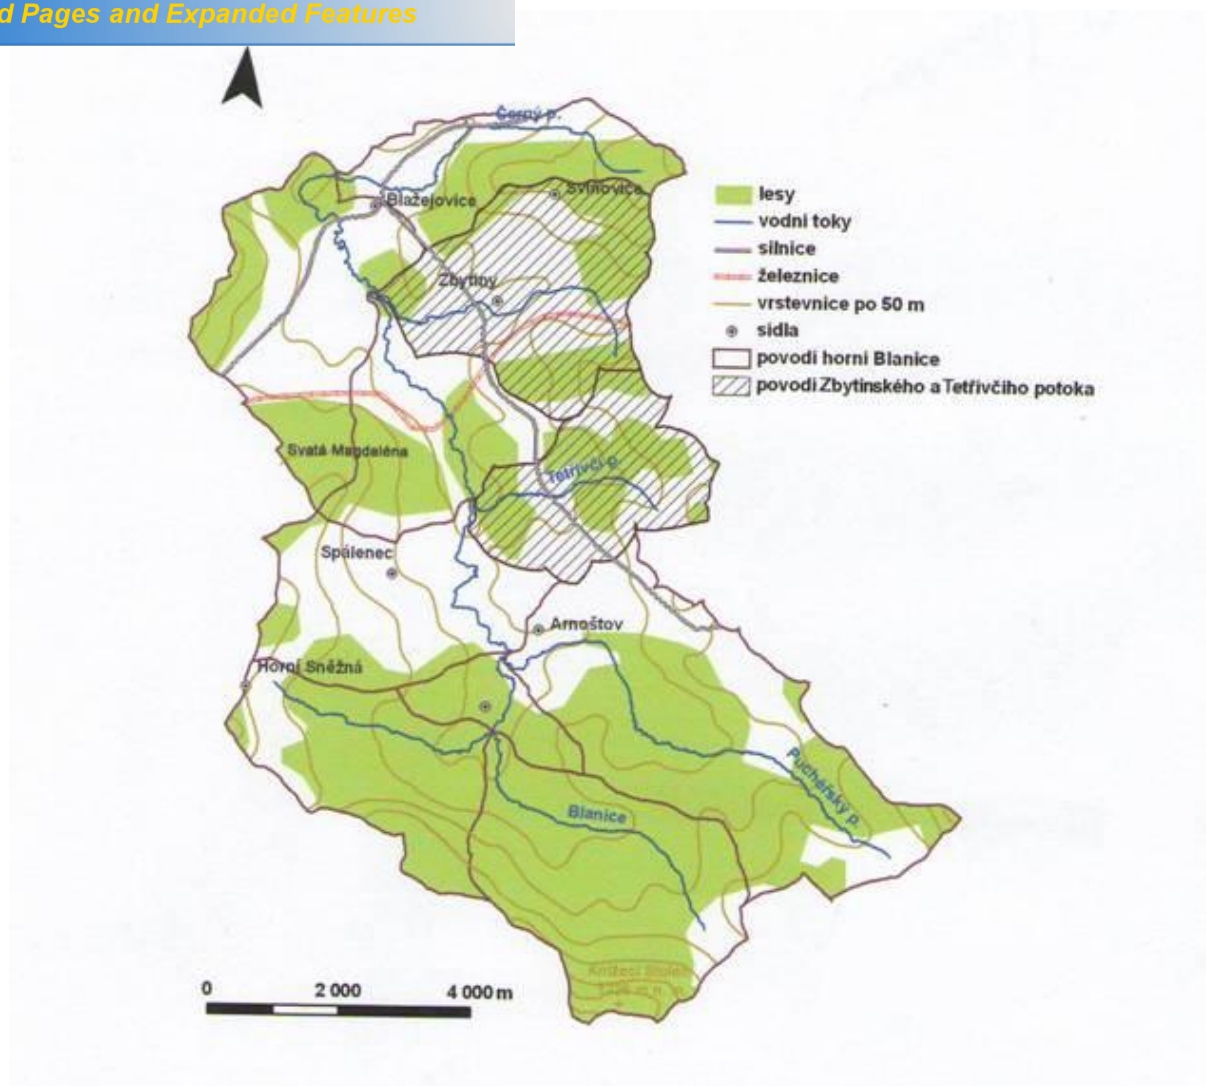 d Pages and Expanded Features
Černý p.
Svinovice
Blažejovice
Zbytiny
lesy
vodní toky
silnice
železnice
vrstevnice po 50 m
sídla
povodí horní Blanice
povodí Zbytinského a Tetřívčího potoka
Svatá Magdaléna
Tetřívčí p.
Spálenec
Arnoštov
Horní Sněžná
Puchéřský p.
Blanice
0
2 000
4 000 m